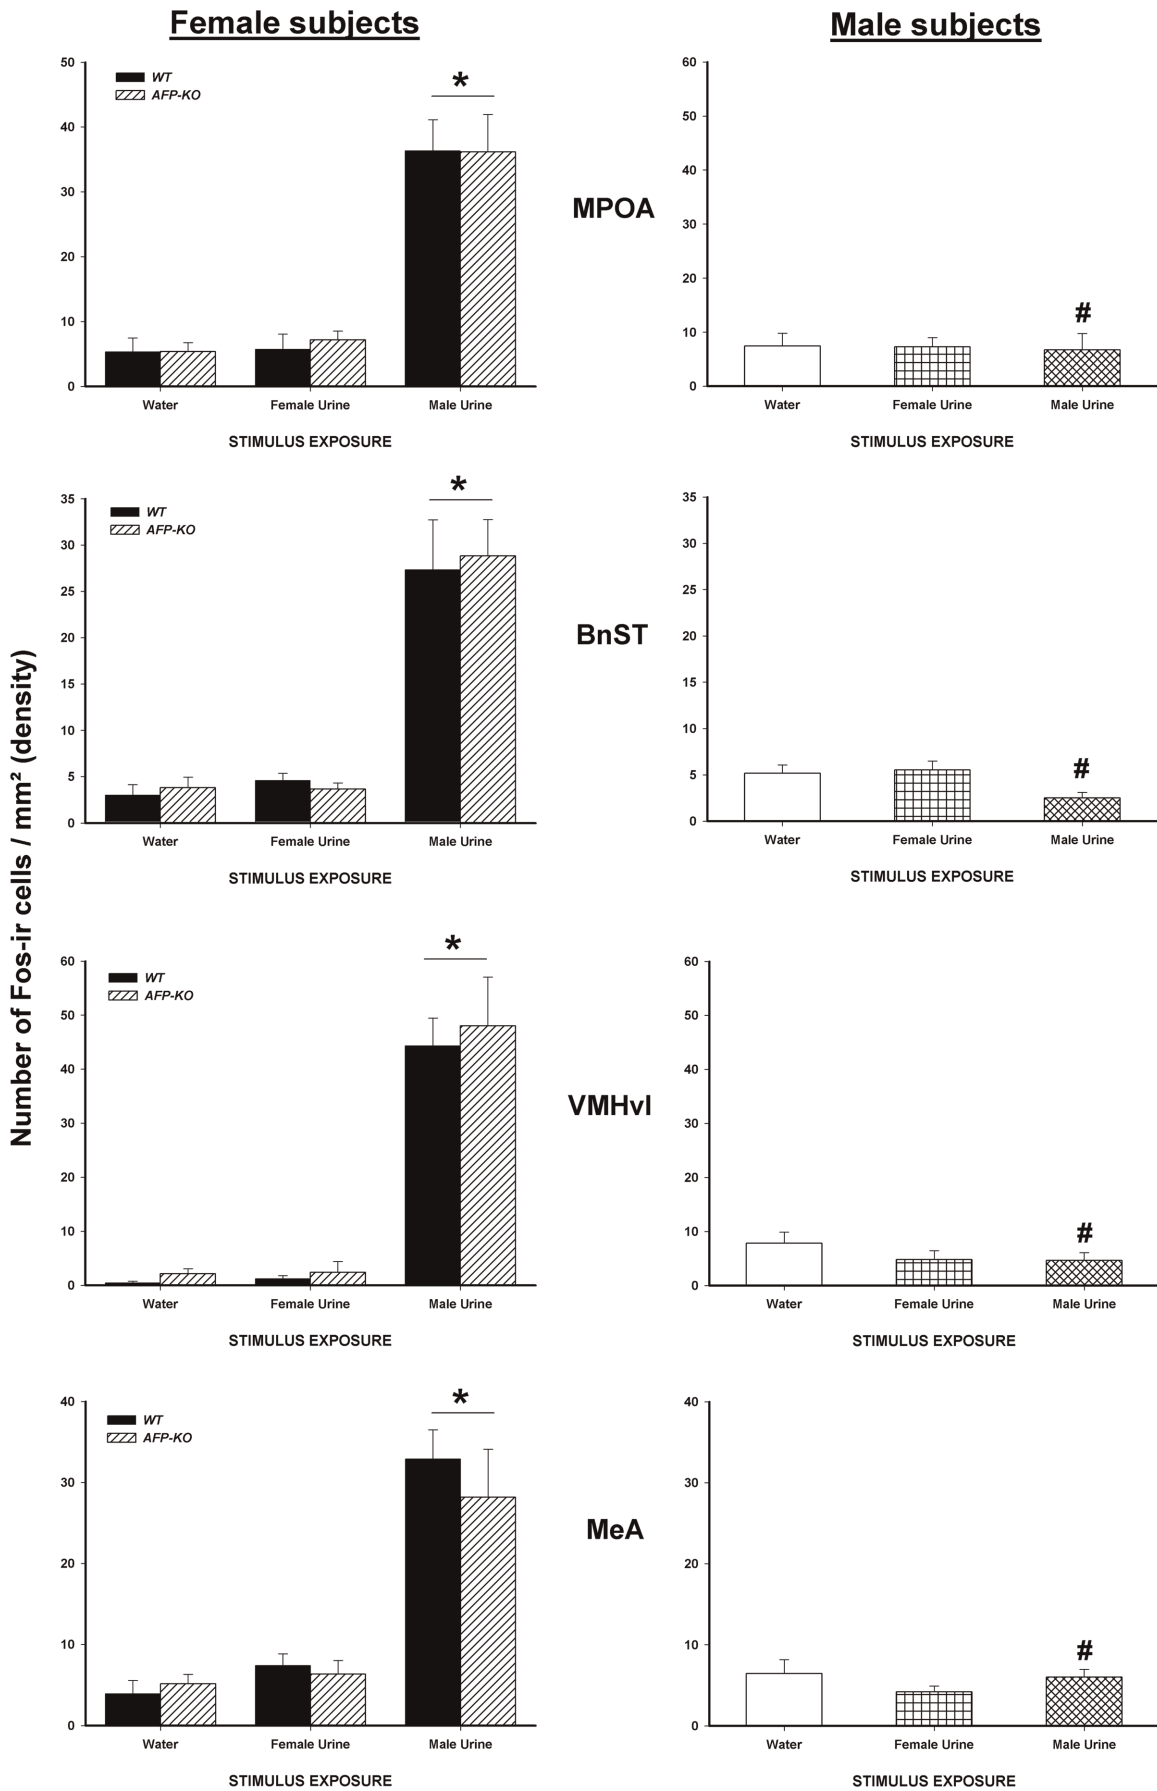 Female subjects
Male subjects
Number of Fos-ir cells / mm² (density)
50
40
30
20
10
0
WT
AFP-KO
*
Water
Female Urine
Male Urine
STIMULUS EXPOSURE
MPOA
60
50
40
30
20
10
0
#
Water
Female Urine
Male Urine
STIMULUS EXPOSURE
35
30
25
20
15
10
5
0
WT
AFP-KO
*
Water
Female Urine
Male Urine
STIMULUS EXPOSURE
BnST
35
30
25
20
15
10
5
0
#
Water
Female Urine
Male Urine
STIMULUS EXPOSURE
60
50
40
30
20
10
0
WT
AFP-KO
*
Water
Female Urine
Male Urine
STIMULUS EXPOSURE
VMHvl
60
50
40
30
20
10
0
#
Water
Female Urine
Male Urine
STIMULUS EXPOSURE
40
30
20
10
0
WT
AFP-KO
*
Water
Female Urine
Male Urine
STIMULUS EXPOSURE
MeA
40
30
20
10
0
#
Water
Female Urine
Male Urine
STIMULUS EXPOSURE